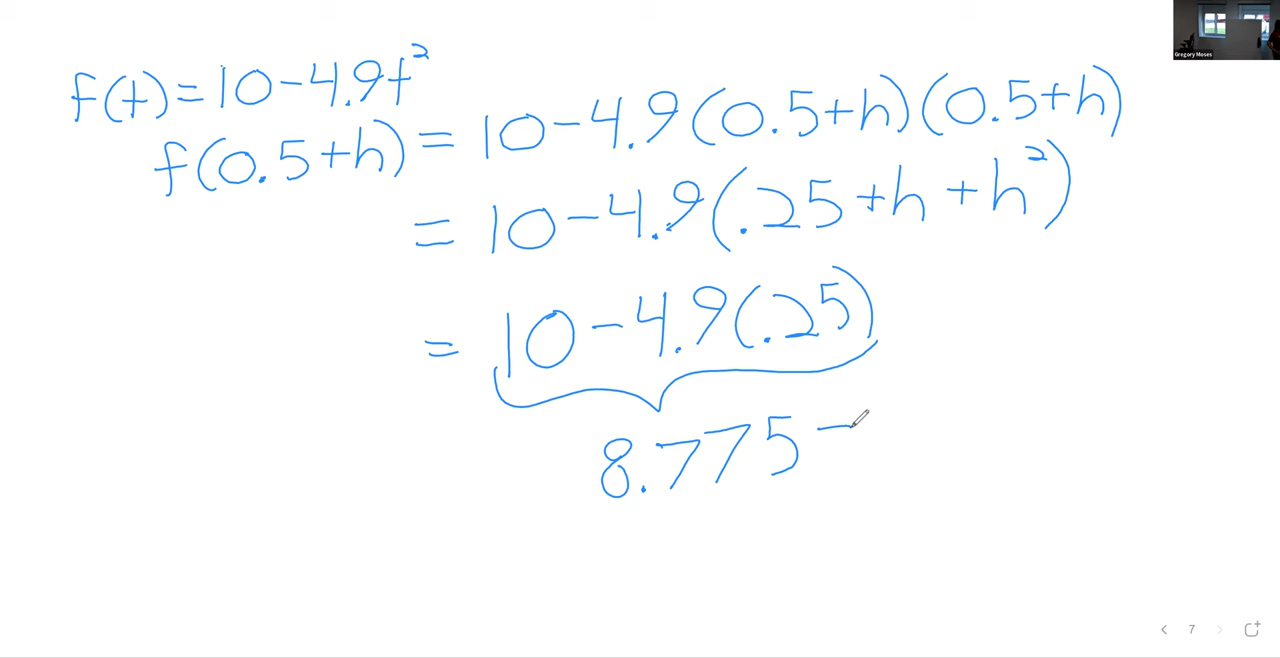 Gregory Moses
f(t)=10-4.9t²
f(0.5+h)=10-4.9(0.5+h)(0.5+h)
=10-4.9(.25+h+h²)
=10-4.9(.25)
8.775-
7